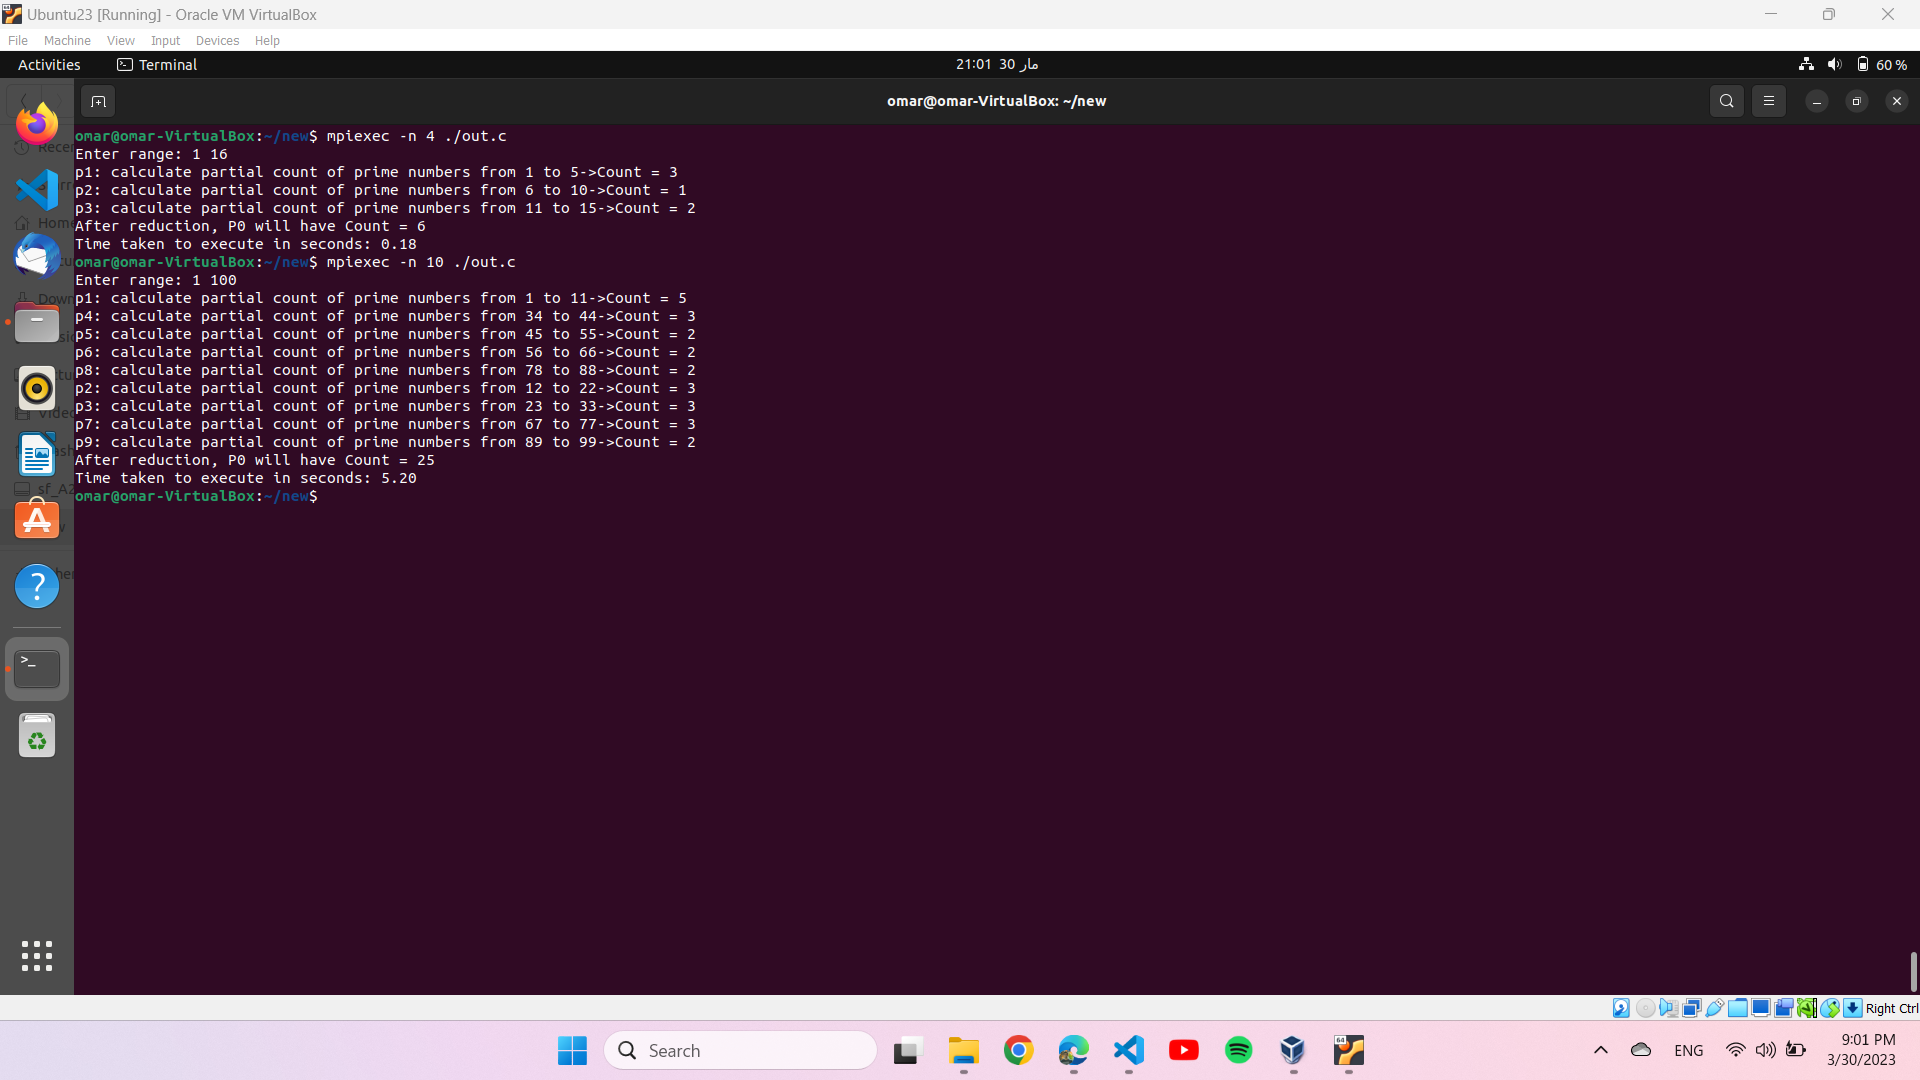 Ubuntu23 [Running] - Oracle VM VirtualBox
File Machine View Input Devices Help
Activities Terminal 21:01 30 مار 60 %
omar@omar-VirtualBox: ~/new
omar@omar-VirtualBox:~/new$ mpiexec -n 4 ./out.c
Enter range: 1 16
p1: calculate partial count of prime numbers from 1 to 5->Count = 3
p2: calculate partial count of prime numbers from 6 to 10->Count = 1
p3: calculate partial count of prime numbers from 11 to 15->Count = 2
After reduction, P0 will have Count = 6
Time taken to execute in seconds: 0.18
omar@omar-VirtualBox:~/new$ mpiexec -n 10 ./out.c
Enter range: 1 100
p1: calculate partial count of prime numbers from 1 to 11->Count = 5
p4: calculate partial count of prime numbers from 34 to 44->Count = 3
p5: calculate partial count of prime numbers from 45 to 55->Count = 2
p6: calculate partial count of prime numbers from 56 to 66->Count = 2
p8: calculate partial count of prime numbers from 78 to 88->Count = 2
p2: calculate partial count of prime numbers from 12 to 22->Count = 3
p3: calculate partial count of prime numbers from 23 to 33->Count = 3
p7: calculate partial count of prime numbers from 67 to 77->Count = 3
p9: calculate partial count of prime numbers from 89 to 99->Count = 2
After reduction, P0 will have Count = 25
Time taken to execute in seconds: 5.20
omar@omar-VirtualBox:~/new$
Right Ctrl
Search
ENG
9:01 PM
3/30/2023